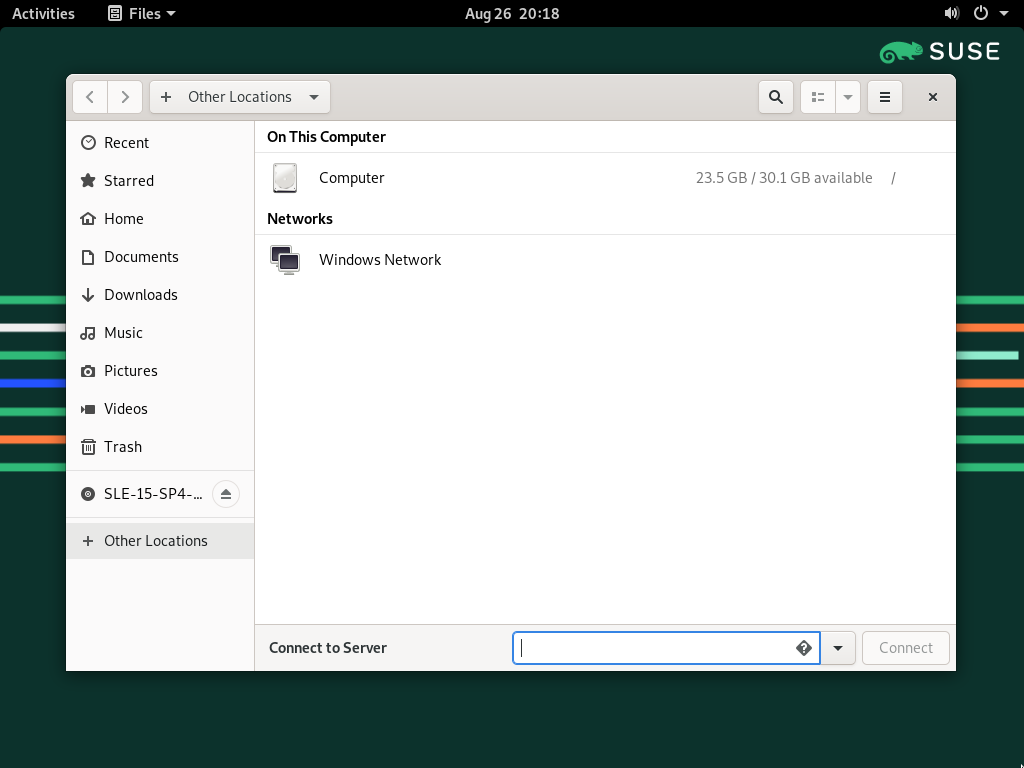 Activities Files Aug 26 20:18
SUSE
Other Locations
Recent
Starred
Home
Documents
Downloads
Music
Pictures
Videos
Trash
SLE-15-SP4-...
Other Locations
On This Computer
Computer 23.5 GB / 30.1 GB available /
Networks
Windows Network
Connect to Server Connect